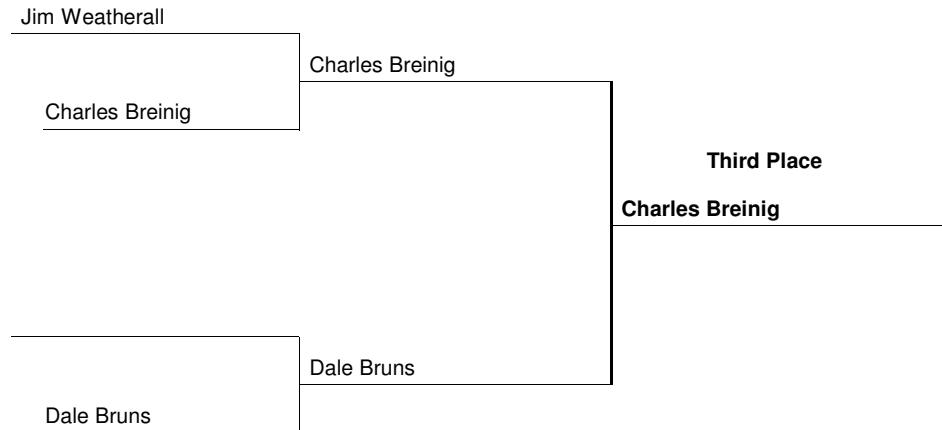 Jim Weatherall
Charles Breinig
Charles Breinig
Third Place
Charles Breinig
Dale Bruns
Dale Bruns